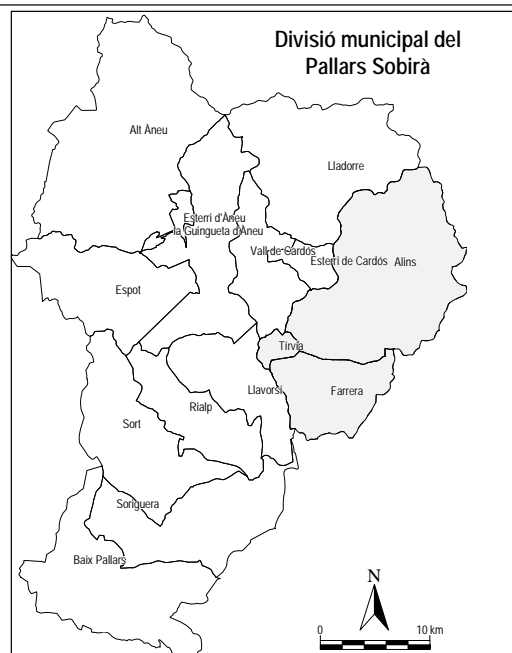 Divisió municipal del
Pallars Sobirà
Alt Àneu
Lladorre
Esterri d'Àneu
la Guingueta d'Àneu
Vall de Cardós
Esterri de Cardós
Alins
Espot
Tírvia
Llavorsí
Farrera
Rialp
Sort
Soriguera
Baix Pallars
N
0
10 km